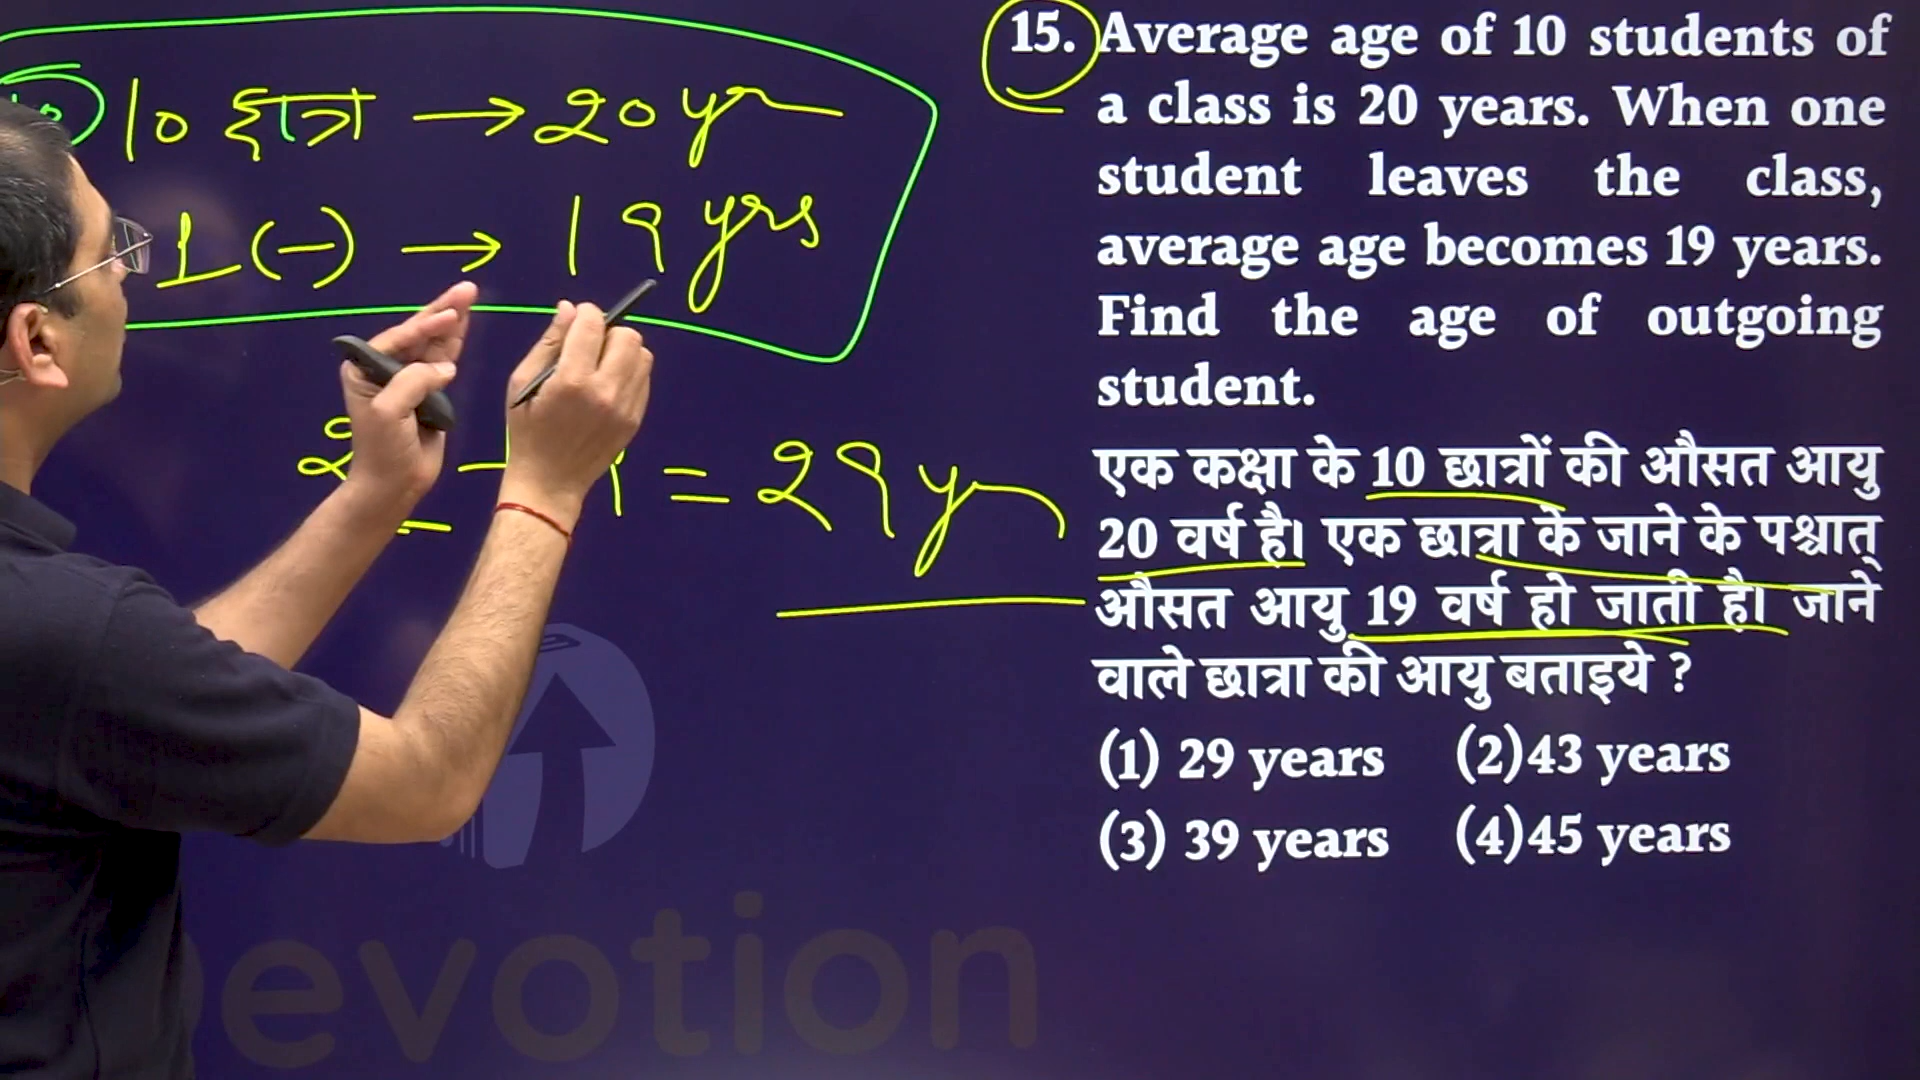 10 छात्र → 20 yr
1 (-) → 19 yrs
= 29 yr
15. Average age of 10 students of
a class is 20 years. When one
student leaves the class,
average age becomes 19 years.
Find the age of outgoing
student.
एक कक्षा के 10 छात्रों की औसत आयु
20 वर्ष है। एक छात्रा के जाने के पश्चात्
औसत आयु 19 वर्ष हो जाती है। जाने
वाले छात्रा की आयु बताइये ?
(1) 29 years (2)43 years
(3) 39 years (4)45 years
evotion